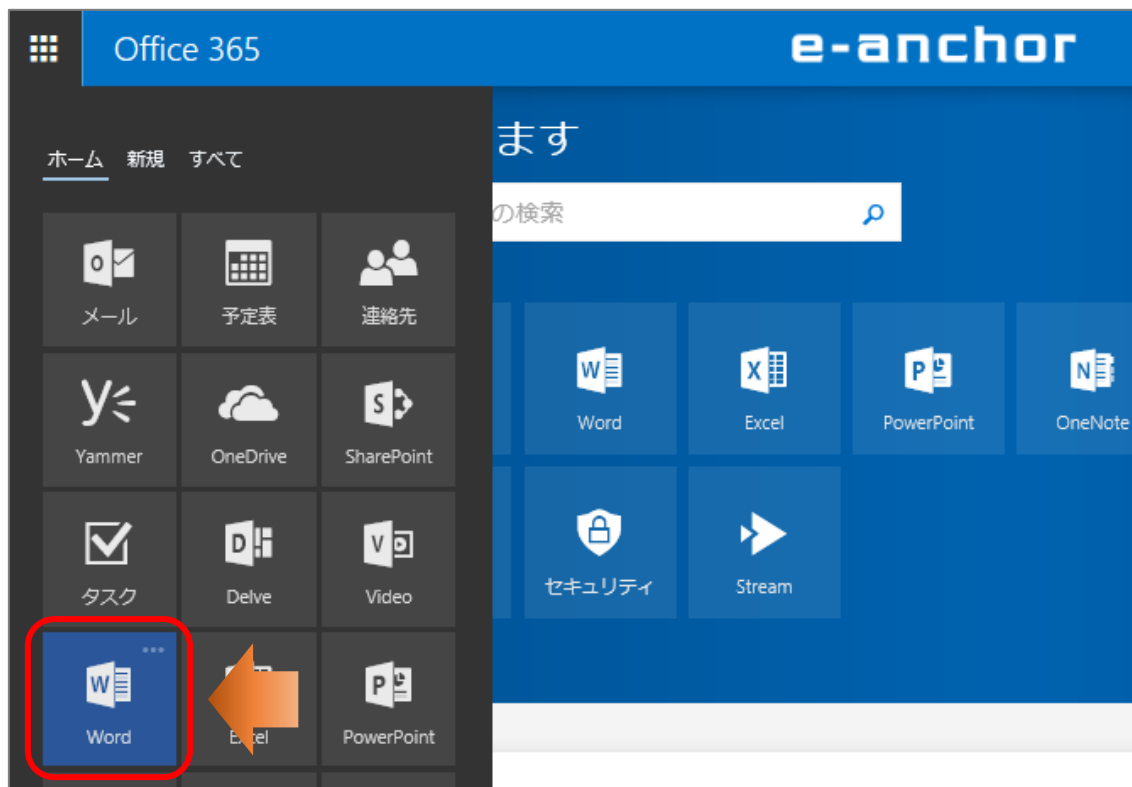 Office 365
e-anchor
ホーム 新規 すべて
ます
の検索
メール 予定表 連絡先
Yammer OneDrive SharePoint
タスク Delve Video
Word Excel PowerPoint
Word Excel PowerPoint OneNote
セキュリティ Stream